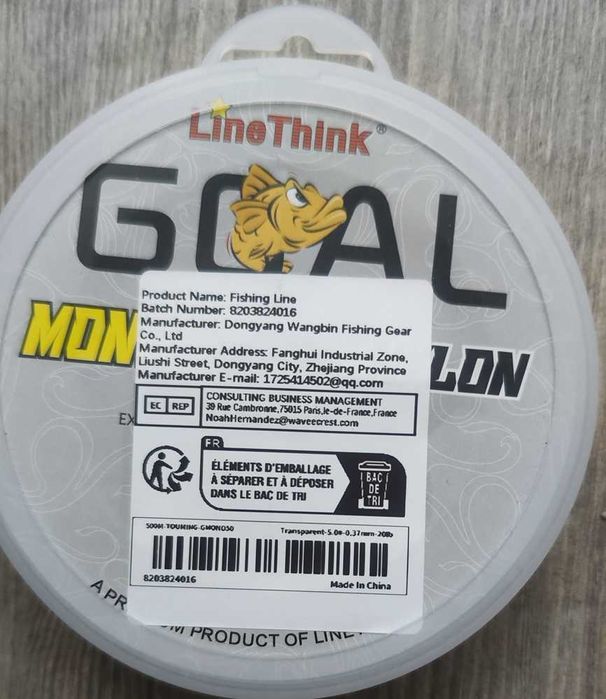 LineThink®
GOAL
MON
LON
Product Name: Fishing Line
Batch Number: 8203824016
Manufacturer: Dongyang Wangbin Fishing Gear
Co., Ltd
Manufacturer Address: Fanghui Industrial Zone,
Liushi Street, Dongyang City, Zhejiang Province
Manufacturer E-mail: 1725414502@qq.com
EC REP
CONSULTING BUSINESS MANAGEMENT
39 Rue Cambronne,75015 Paris,Ie-de-France,France
NoahHernandez@waveecrest.com
EX
FR
ÉLÉMENTS D'EMBALLAGE
À SÉPARER ET À DÉPOSER
DANS LE BAC DE TRI
BAC
DE
TRI
500M-TOUMING-GMONO50
Transparent-5.0#-0.37mm-20lb
8203824016
Made In China
A PR
M PRODUCT OF LINE